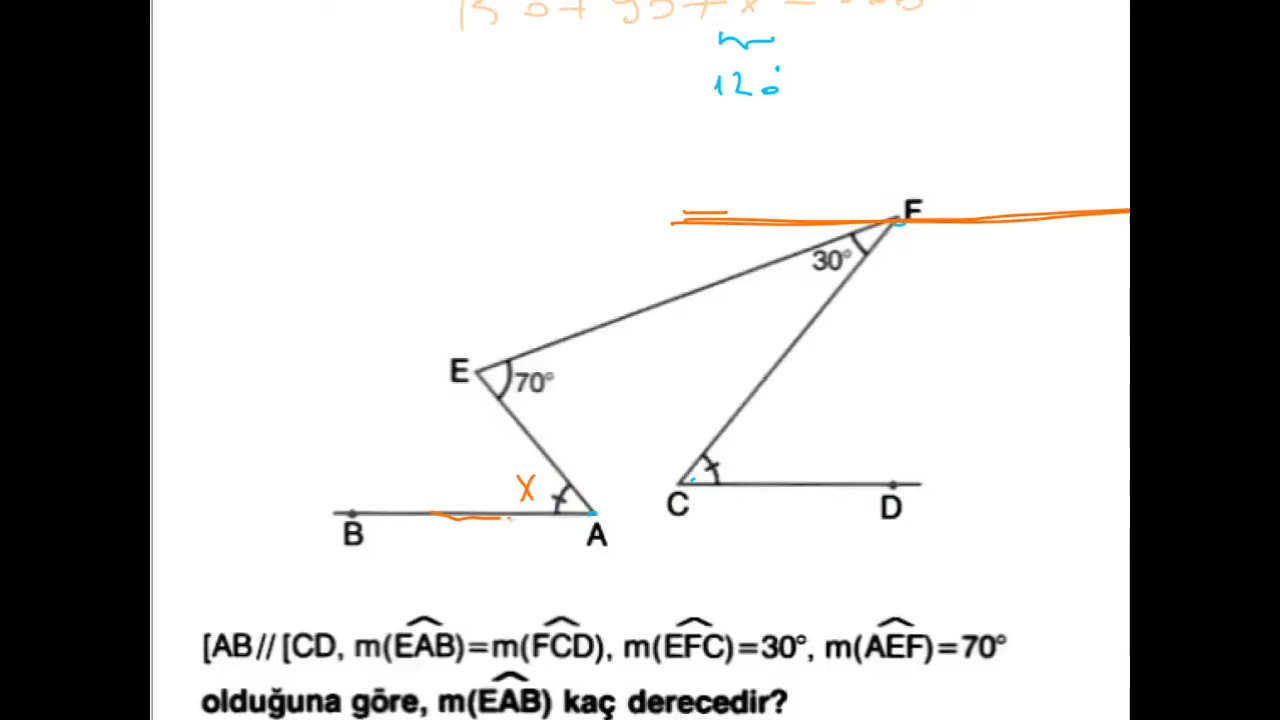 120°
F
30°
E
70°
X
C
D
B
A
[AB // [CD, m(EAB)=m(FCD), m(EFC)=30°, m(AEF)=70°
olduğuna göre, m(EAB) kaç derecedir?